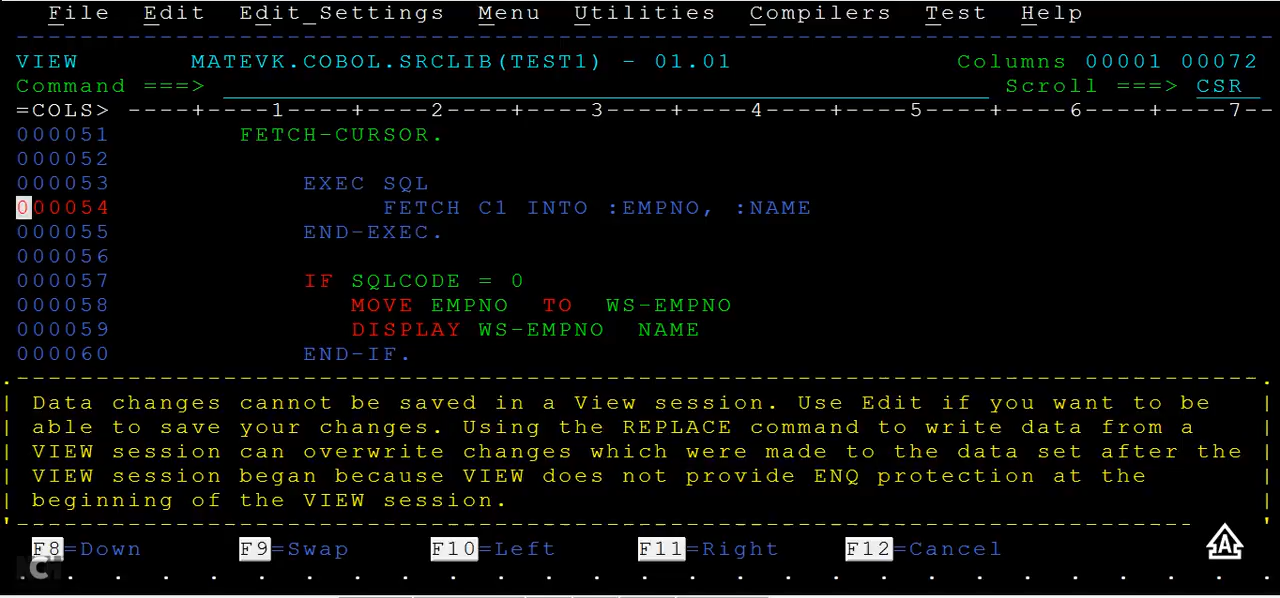 File Edit Edit_Settings Menu Utilities Compilers Test Help
VIEW MATEVK.COBOL.SRCLIB(TEST1) - 01.01 Columns 00001 00072
Command ===> Scroll ===> CSR
=COLS> ----+----1----+----2----+----3----+----4----+----5----+----6----+----7--
000051 FETCH-CURSOR.
000052
000053 EXEC SQL
000054 FETCH C1 INTO :EMPNO, :NAME
000055 END-EXEC.
000056
000057 IF SQLCODE = 0
000058 MOVE EMPNO TO WS-EMPNO
000059 DISPLAY WS-EMPNO NAME
000060 END-IF.
Data changes cannot be saved in a View session. Use Edit if you want to be
able to save your changes. Using the REPLACE command to write data from a
VIEW session can overwrite changes which were made to the data set after the
VIEW session began because VIEW does not provide ENQ protection at the
beginning of the VIEW session.
F8=Down F9=Swap F10=Left F11=Right F12=Cancel
A